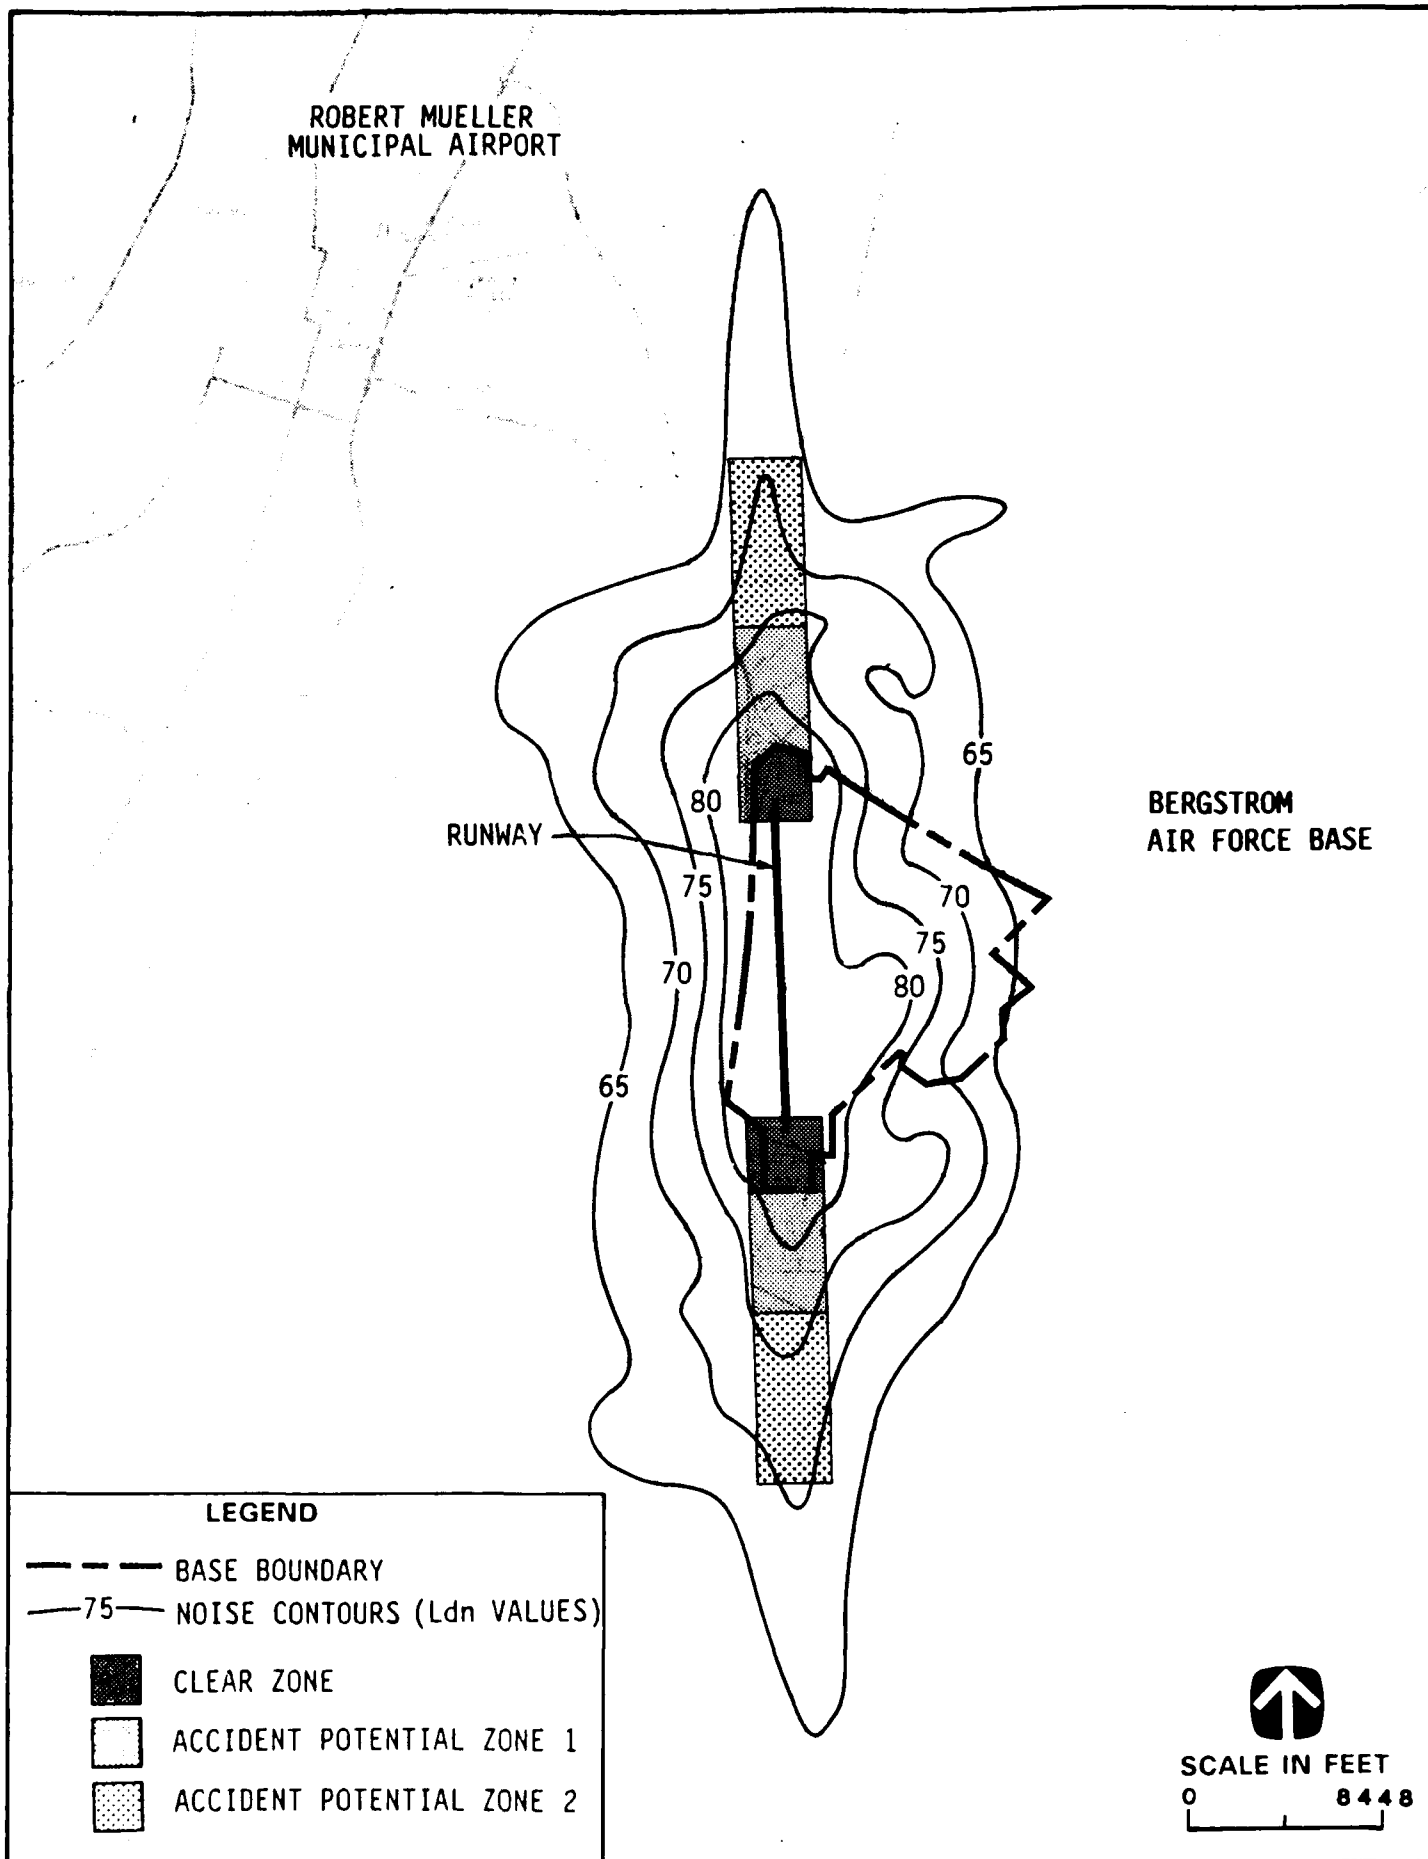 ROBERT MUELLER
MUNICIPAL AIRPORT
65
80
BERGSTROM
AIR FORCE BASE
RUNWAY
75
70
75
70
80
65
LEGEND
BASE BOUNDARY
75 NOISE CONTOURS (Ldn VALUES)
CLEAR ZONE
ACCIDENT POTENTIAL ZONE 1
ACCIDENT POTENTIAL ZONE 2
SCALE IN FEET
0 8448